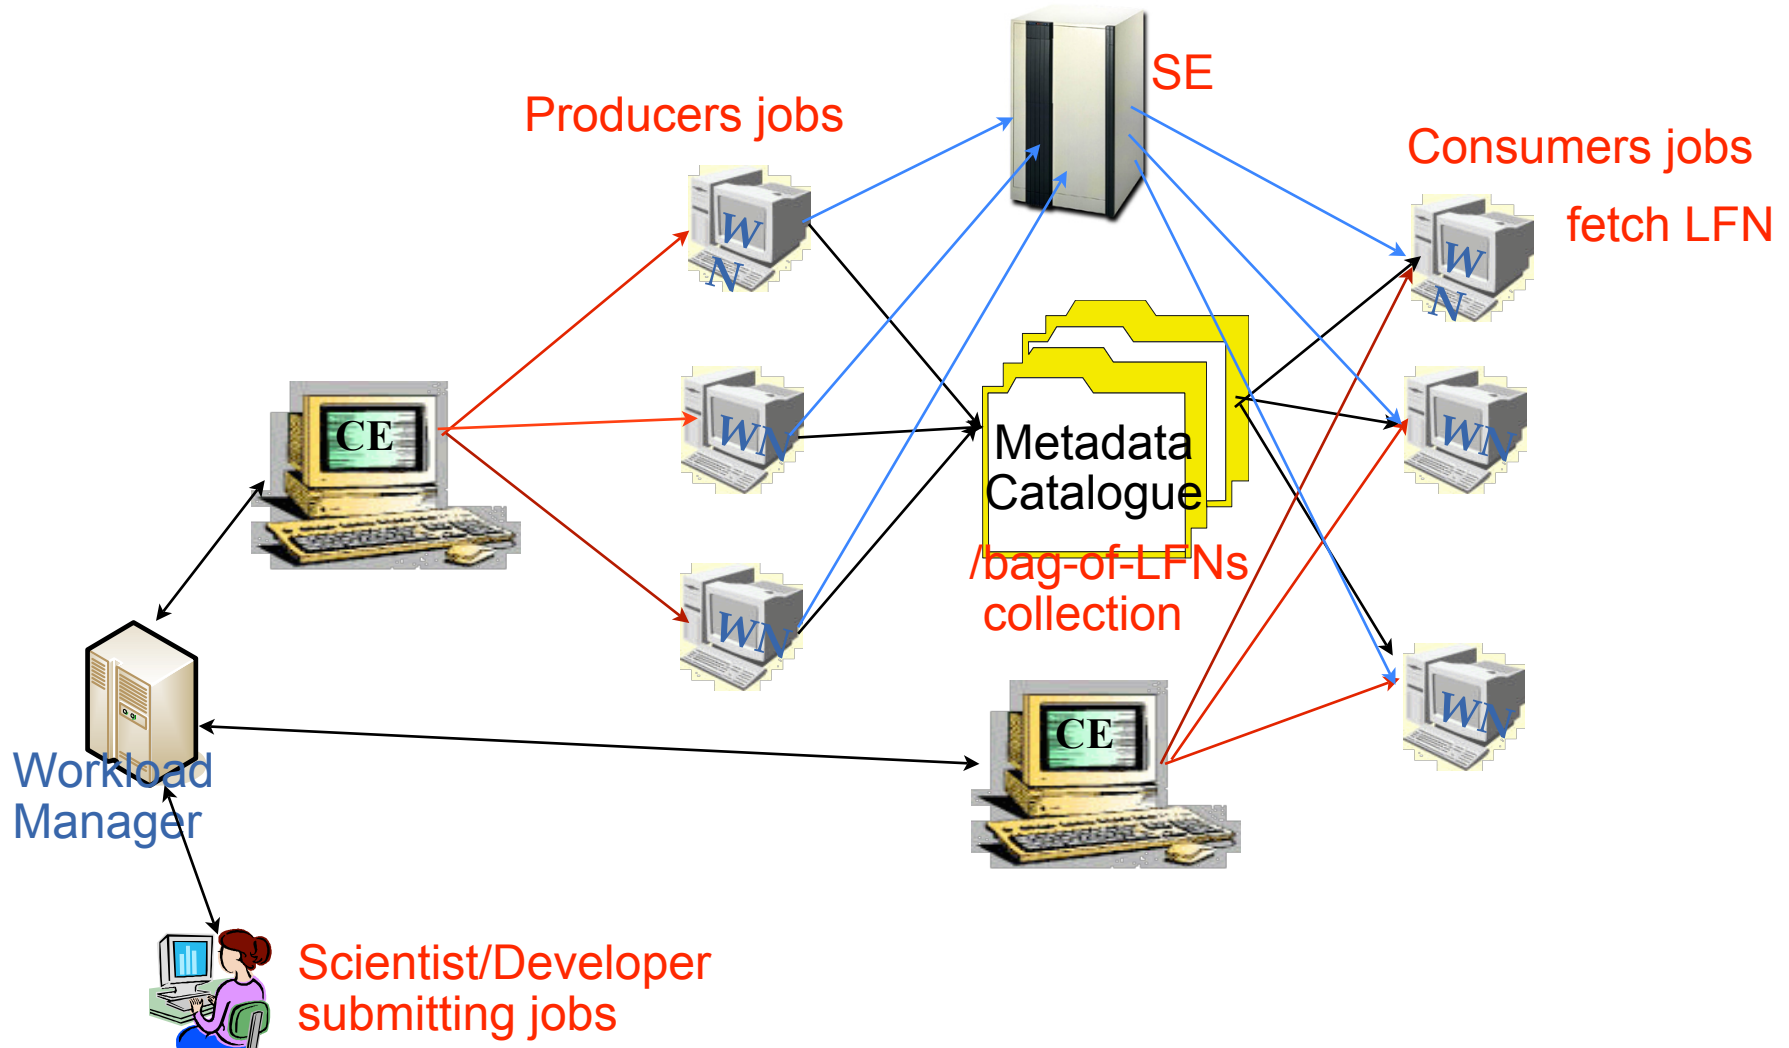 SE
Producers jobs
Consumers jobs
fetch LFN
W
N
W
N
CE
WN
WN
Metadata
Catalogue
/bag-of-LFNs
collection
WN
WN
CE
Workload
Manager
Scientist/Developer
submitting jobs